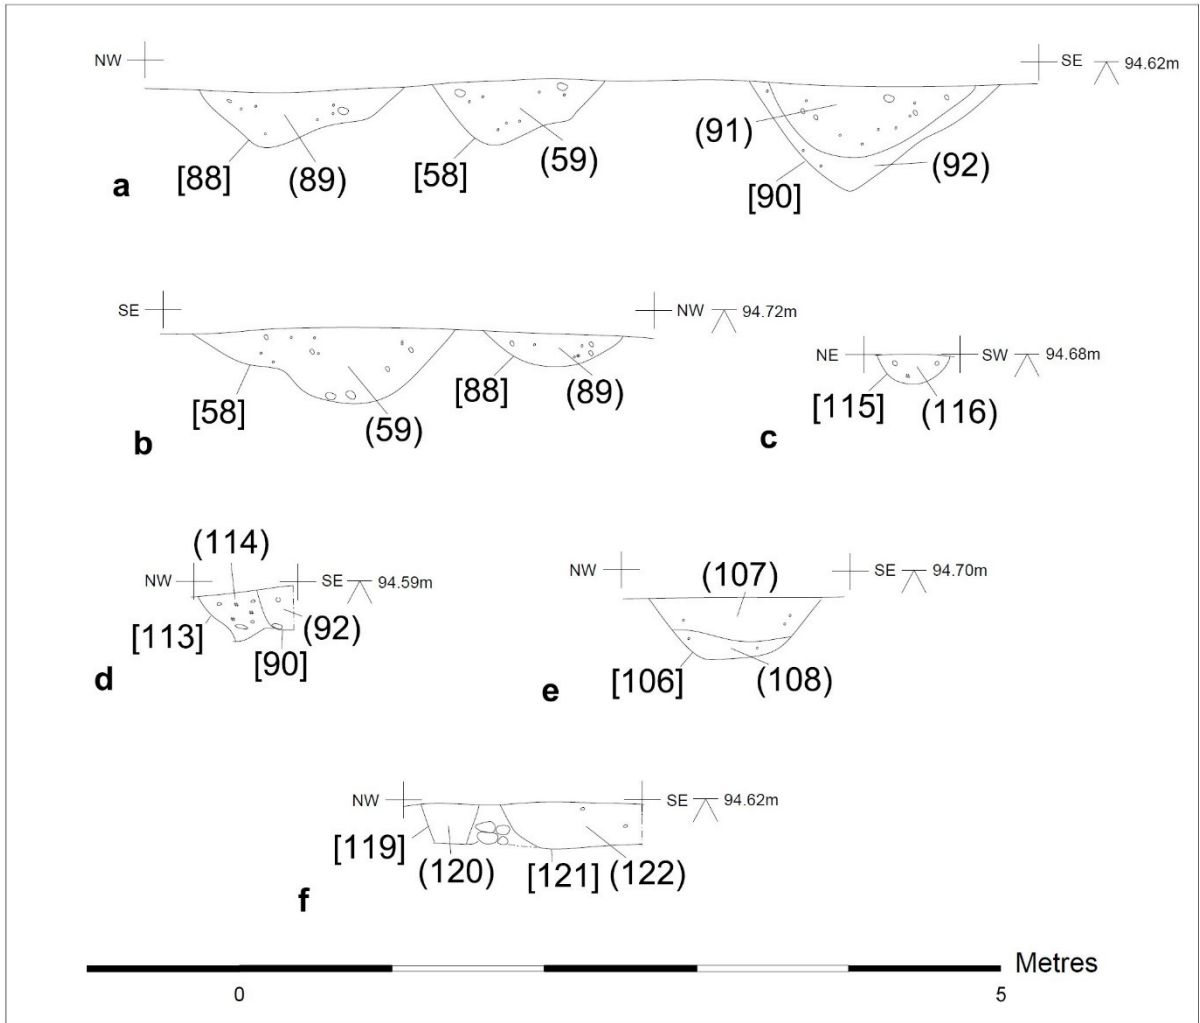 NW SE 94.62m
(91)
[88] (89) [58] (59) [90] (92)
a
SE NW 94.72m
[58] (59) [88] (89)
b
NE SW 94.68m
[115] (116)
c
(114)
NW SE 94.59m
[113] (92)
[90]
d
NW SE 94.70m
(107)
[106] (108)
e
NW SE 94.62m
[119] (120) [121] (122)
f
Metres
0 5